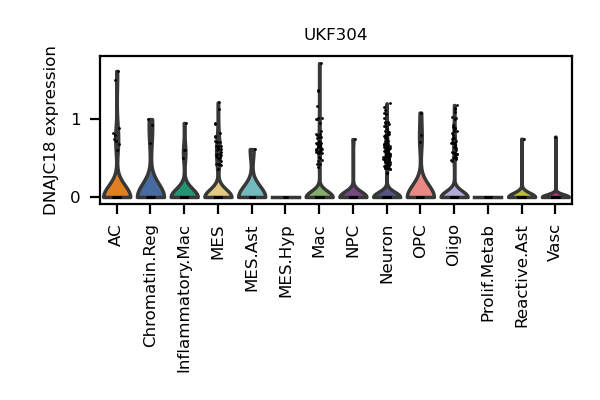 UKF304
DNAJC18 expression
1
0
AC
Chromatin.Reg
Inflammatory.Mac
MES
MES.Ast
MES.Hyp
Mac
NPC
Neuron
OPC
Oligo
Prolif.Metab
Reactive.Ast
Vasc